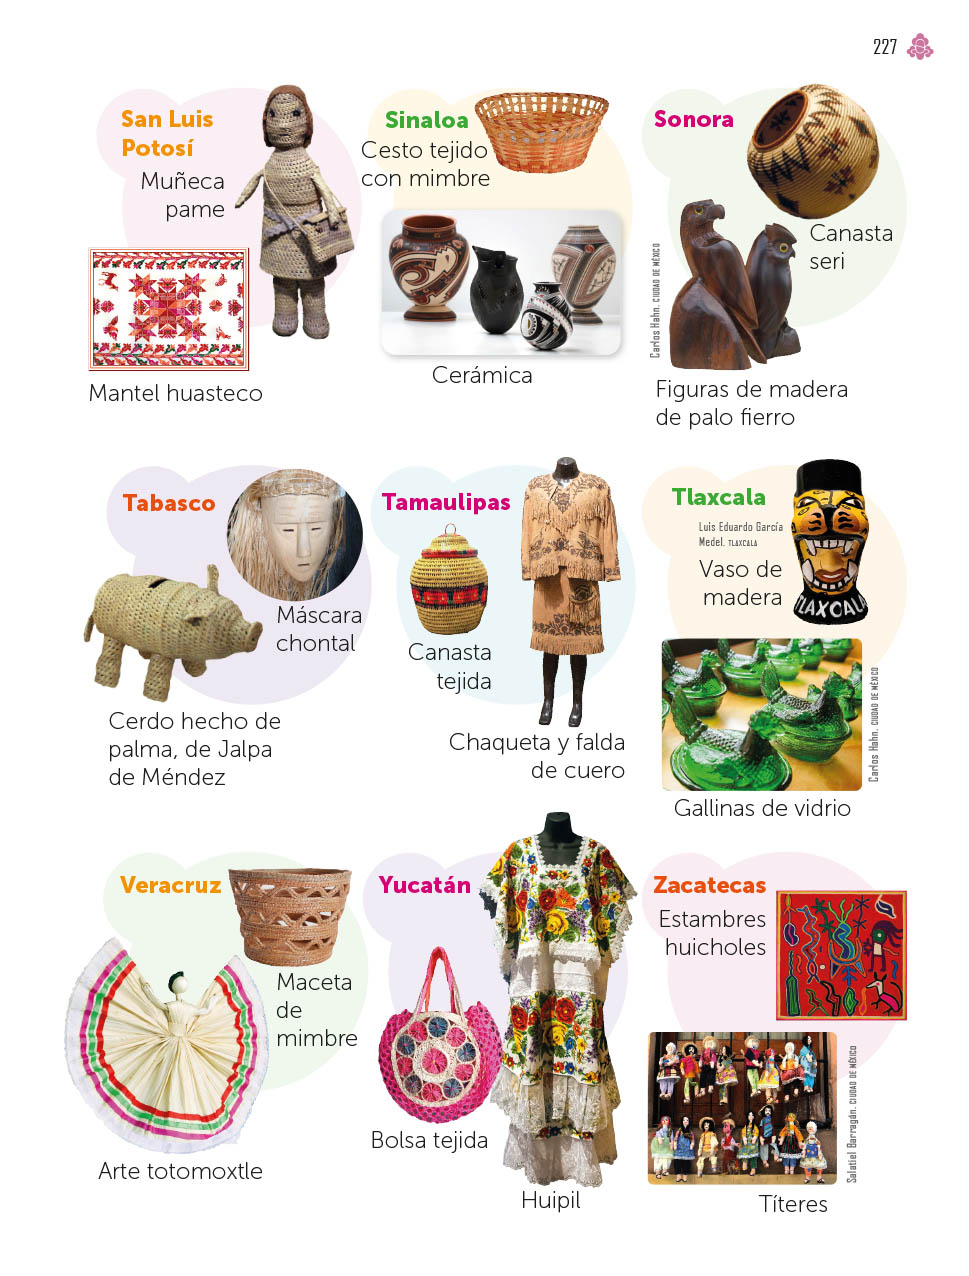 227
San Luis
Potosí
Muñeca
pame
Mantel huasteco
Sinaloa
Cesto tejido
con mimbre
Cerámica
Sonora
Canasta
seri
Carlos Hahn. CIUDAD DE MÉXICO
Figuras de madera
de palo fierro
Tabasco
Máscara
chontal
Cerdo hecho de
palma, de Jalpa
de Méndez
Tamaulipas
Canasta
tejida
Chaqueta y falda
de cuero
Tlaxcala
Luis Eduardo García
Medel. TLAXCALA
Vaso de
madera
TLAXCALA
Carlos Hahn. CIUDAD DE MÉXICO
Gallinas de vidrio
Veracruz
Maceta
de
mimbre
Arte totomoxtle
Yucatán
Bolsa tejida
Huipil
Zacatecas
Estambres
huicholes
Salatiel Barragán. CIUDAD DE MÉXICO
Títeres